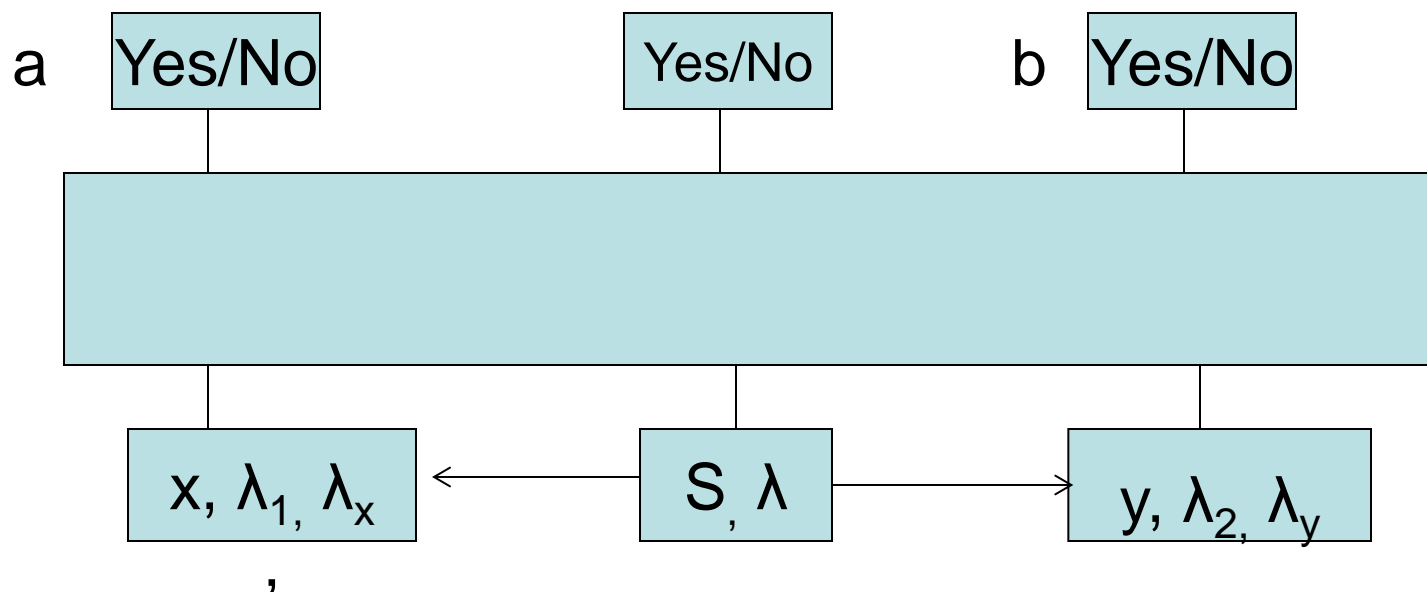 a Yes/No Yes/No b Yes/No
x, λ1, λx S, λ y, λ2, λy
,